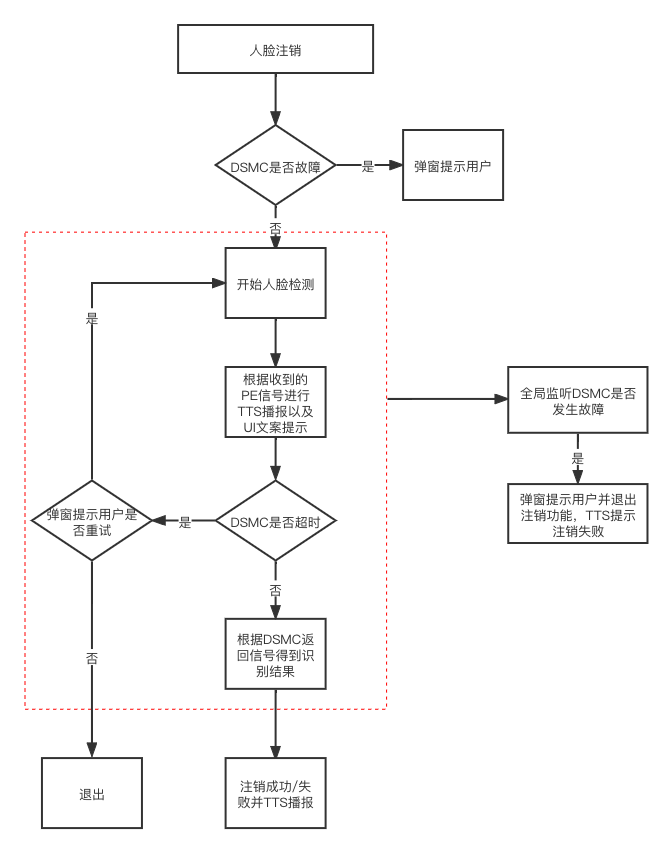 人脸注销
DSMC是否故障
是
弹窗提示用户
否
开始人脸检测
是
根据收到的
PE信号进行
TTS播报以及
UI文案提示
全局监听DSMC是否
发生故障
是
弹窗提示用户并退出
注销功能，TTS提示
注销失败
弹窗提示用户是
否重试
是
DSMC是否超时
否
根据DSMC返
回信号得到识
别结果
否
退出
注销成功/失
败并TTS播报